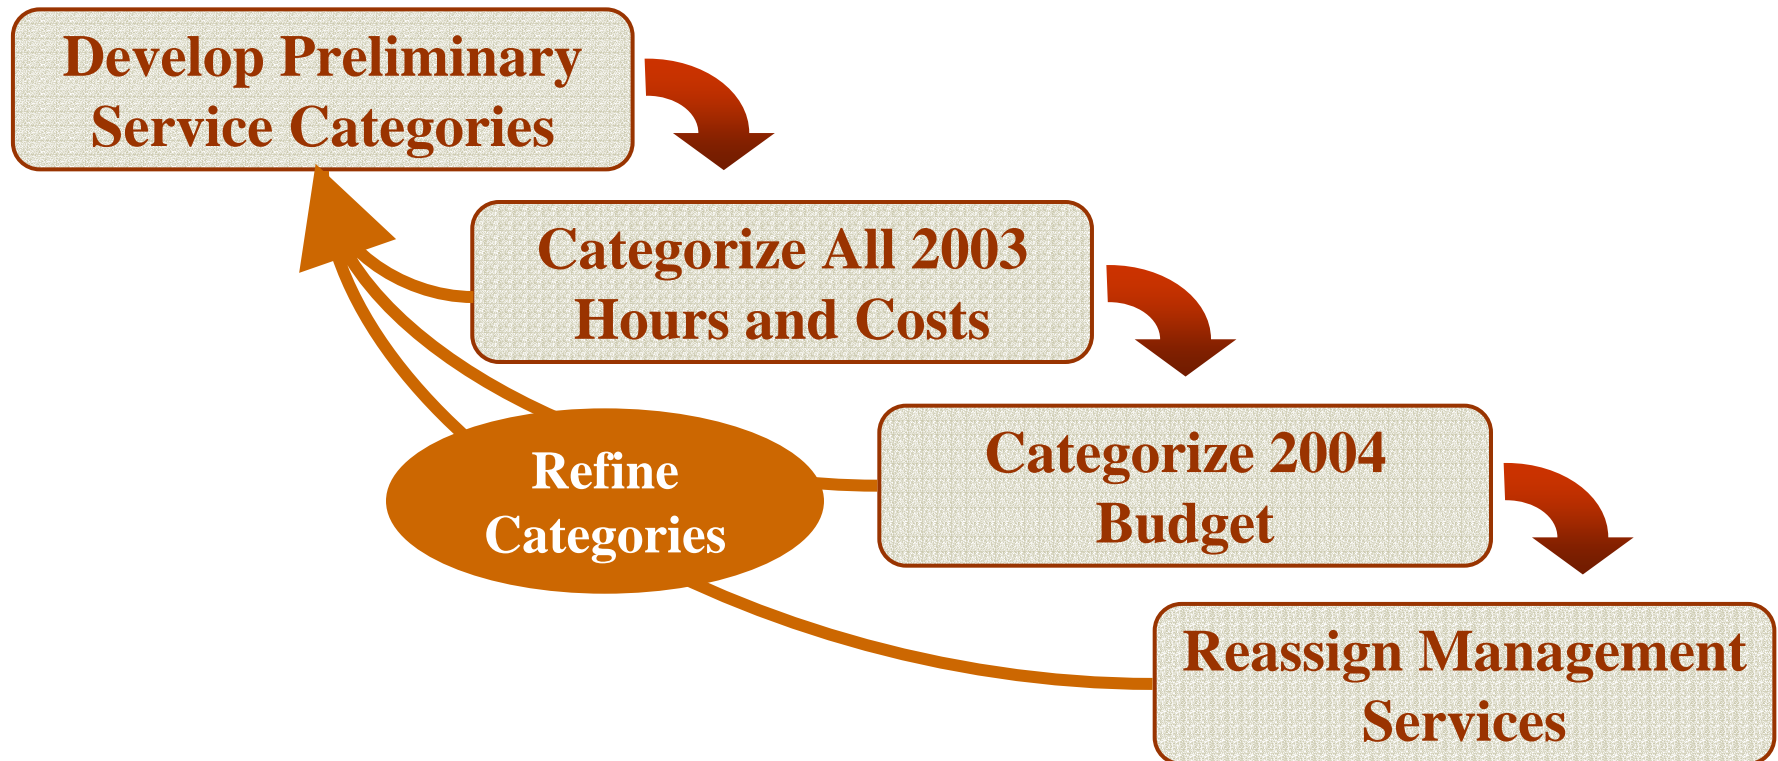 Develop Preliminary
Service Categories
Categorize All 2003
Hours and Costs
Refine
Categories
Categorize 2004
Budget
Reassign Management
Services